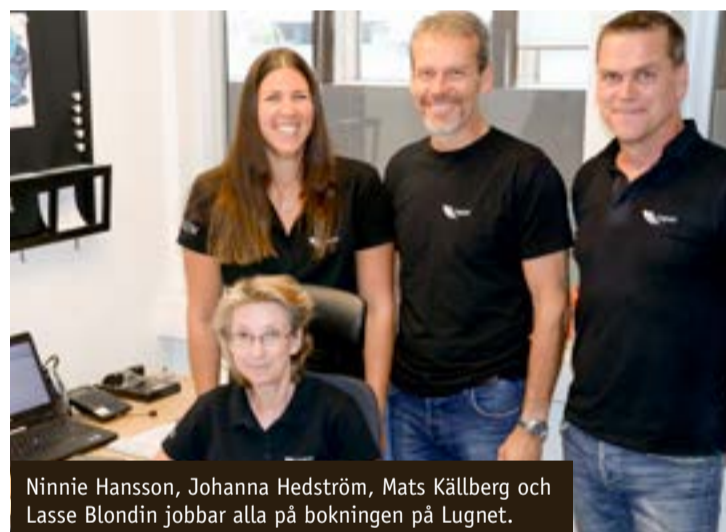 Ninnie Hansson, Johanna Hedström, Mats Källberg och
Lasse Blondin jobbar alla på bokningen på Lugnet.